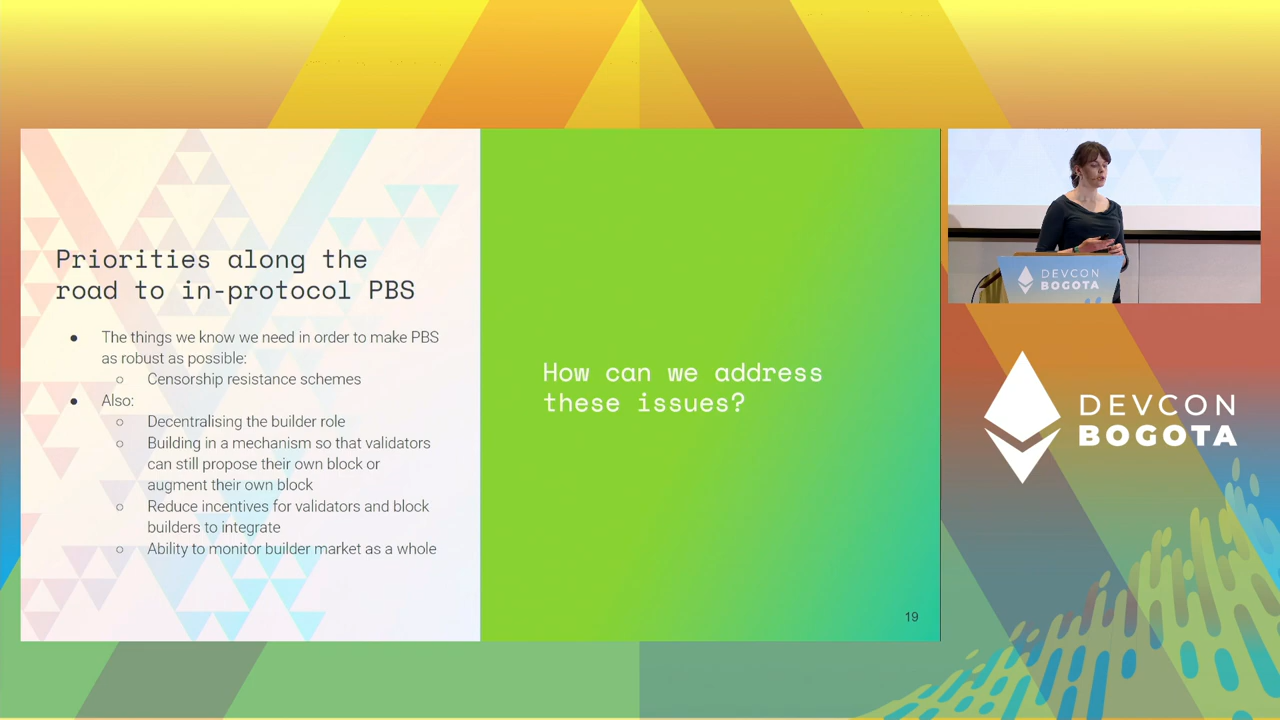 Priorities along the
road to in-protocol PBS
● The things we know we need in order to make PBS
as robust as possible:
○ Censorship resistance schemes
● Also:
○ Decentralising the builder role
○ Building in a mechanism so that validators
can still propose their own block or
augment their own block
○ Reduce incentives for validators and block
builders to integrate
○ Ability to monitor builder market as a whole
How can we address
these issues?
19
DEVCON
BOGOTA
DEVCON
BOGOTA